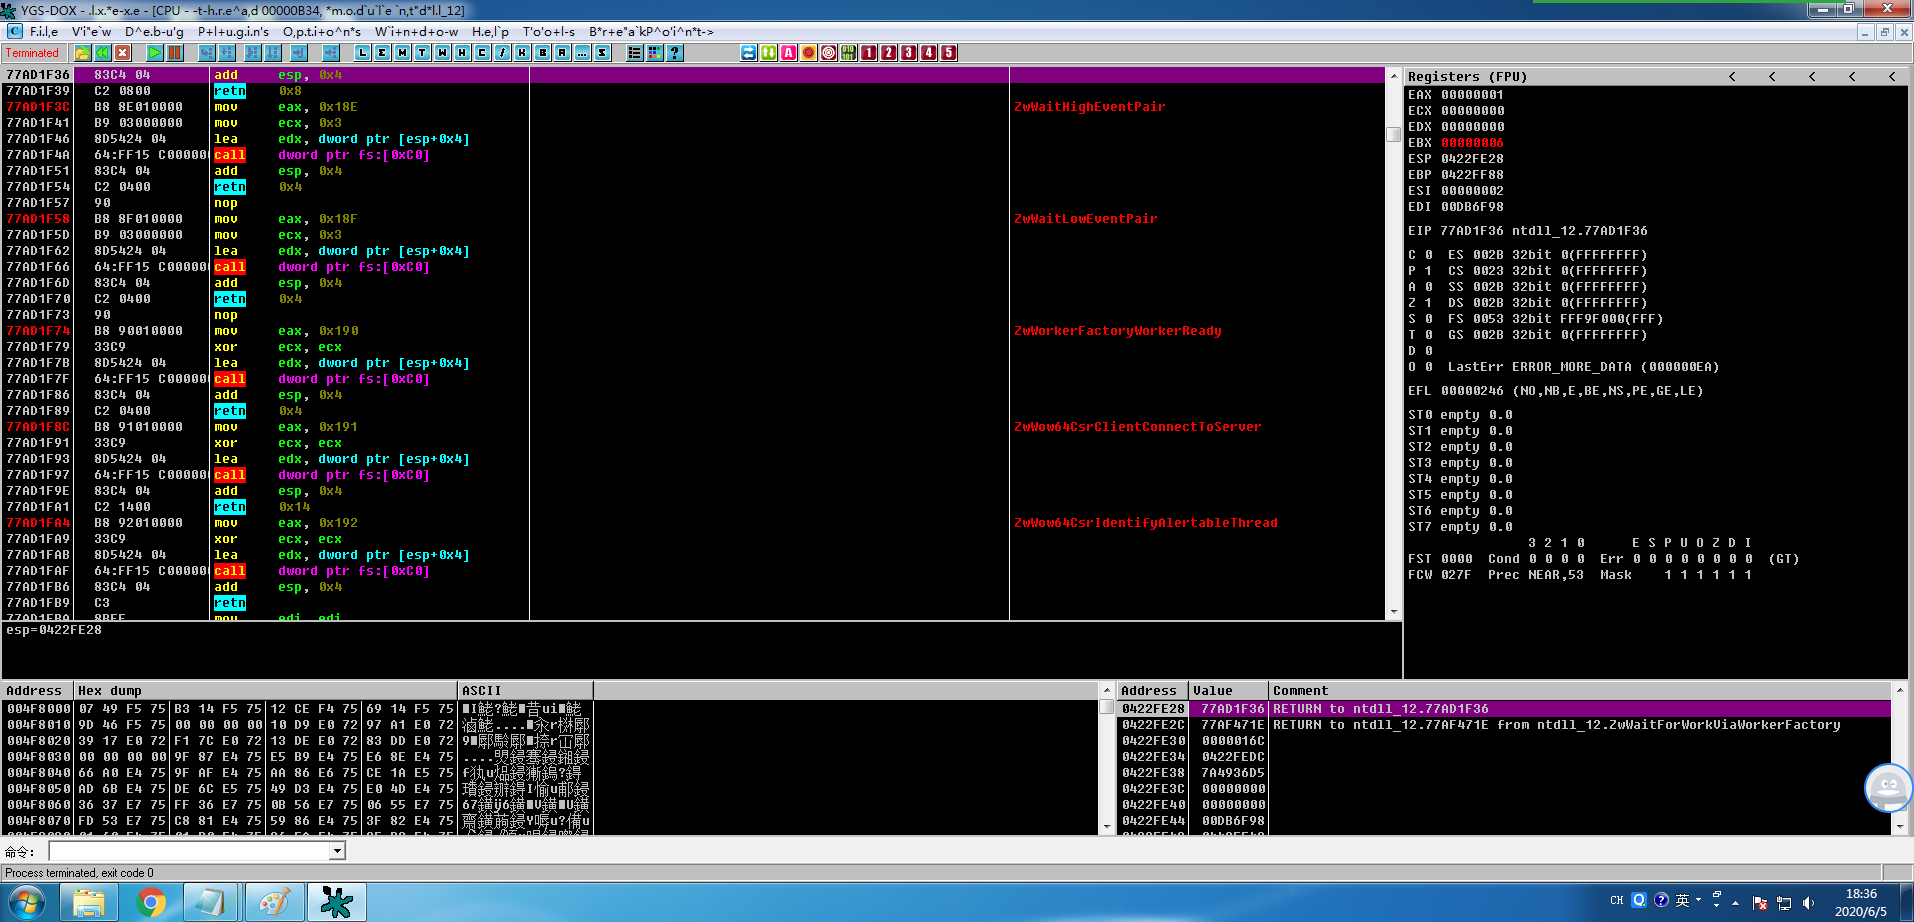 YGS-DOX - .l.x.*e-x.e - [CPU - -t-h.r.e^a,d 00000B34, *m.o.d`u`l`e `n,t"d*l.l_12]
C F.i.l,e V'i"e`w D^e.b-u'g P+l+u.g.i.n's O,p.t.i+o^n*s W`i+n+d+o-w H.e,l`p T'o'o+l-s B*r+e"a`kP^o'i^n*t->
Terminated L E M T W H C / K B R ... S ? A 1 2 3 4 5
77AD1F36 83C4 04 add esp, 0x4
77AD1F39 C2 0800 retn 0x8
77AD1F3C B8 8E010000 mov eax, 0x18E ZwWaitHighEventPair
77AD1F41 B9 03000000 mov ecx, 0x3
77AD1F46 8D5424 04 lea edx, dword ptr [esp+0x4]
77AD1F4A 64:FF15 C00000 call dword ptr fs:[0xC0]
77AD1F51 83C4 04 add esp, 0x4
77AD1F54 C2 0400 retn 0x4
77AD1F57 90 nop
77AD1F58 B8 8F010000 mov eax, 0x18F ZwWaitLowEventPair
77AD1F5D B9 03000000 mov ecx, 0x3
77AD1F62 8D5424 04 lea edx, dword ptr [esp+0x4]
77AD1F66 64:FF15 C00000 call dword ptr fs:[0xC0]
77AD1F6D 83C4 04 add esp, 0x4
77AD1F70 C2 0400 retn 0x4
77AD1F73 90 nop
77AD1F74 B8 90010000 mov eax, 0x190 ZwWorkerFactoryWorkerReady
77AD1F79 33C9 xor ecx, ecx
77AD1F7B 8D5424 04 lea edx, dword ptr [esp+0x4]
77AD1F7F 64:FF15 C00000 call dword ptr fs:[0xC0]
77AD1F86 83C4 04 add esp, 0x4
77AD1F89 C2 0400 retn 0x4
77AD1F8C B8 91010000 mov eax, 0x191 ZwWow64CsrClientConnectToServer
77AD1F91 33C9 xor ecx, ecx
77AD1F93 8D5424 04 lea edx, dword ptr [esp+0x4]
77AD1F97 64:FF15 C00000 call dword ptr fs:[0xC0]
77AD1F9E 83C4 04 add esp, 0x4
77AD1FA1 C2 1400 retn 0x14
77AD1FA4 B8 92010000 mov eax, 0x192 ZwWow64CsrIdentifyAlertableThread
77AD1FA9 33C9 xor ecx, ecx
77AD1FAB 8D5424 04 lea edx, dword ptr [esp+0x4]
77AD1FAF 64:FF15 C00000 call dword ptr fs:[0xC0]
77AD1FB6 83C4 04 add esp, 0x4
77AD1FB9 C3 retn
77AD1FBA 8BFF mov edi, edi
esp=0422FE28
Registers (FPU) < < < < <
EAX 00000001
ECX 00000000
EDX 00000000
EBX 00000006
ESP 0422FE28
EBP 0422FF88
ESI 00000002
EDI 00DB6F98
EIP 77AD1F36 ntdll_12.77AD1F36
C 0 ES 002B 32bit 0(FFFFFFFF)
P 1 CS 0023 32bit 0(FFFFFFFF)
A 0 SS 002B 32bit 0(FFFFFFFF)
Z 1 DS 002B 32bit 0(FFFFFFFF)
S 0 FS 0053 32bit FFF9F000(FFF)
T 0 GS 002B 32bit 0(FFFFFFFF)
D 0
O 0 LastErr ERROR_MORE_DATA (000000EA)
EFL 00000246 (NO,NB,E,BE,NS,PE,GE,LE)
ST0 empty 0.0
ST1 empty 0.0
ST2 empty 0.0
ST3 empty 0.0
ST4 empty 0.0
ST5 empty 0.0
ST6 empty 0.0
ST7 empty 0.0
3 2 1 0 E S P U O Z D I
FST 0000 Cond 0 0 0 0 Err 0 0 0 0 0 0 0 0 (GT)
FCW 027F Prec NEAR,53 Mask 1 1 1 1 1 1
Address Hex dump ASCII
004F8000 07 49 F5 75 B3 14 F5 75 12 CE F4 75 69 14 F5 75
004F8010 9D 46 F5 75 00 00 00 00 10 D9 E0 72 97 A1 E0 72
004F8020 39 17 E0 72 F1 7C E0 72 13 DE E0 72 83 DD E0 72
004F8030 00 00 00 00 9F 87 E4 75 E5 B9 E4 75 E6 8E E4 75
004F8040 66 A0 E4 75 9F AF E4 75 AA 86 E6 75 CE 1A E5 75
004F8050 AD 6B E4 75 DE 6C E5 75 49 D3 E4 75 E0 4D E4 75
004F8060 36 37 E7 75 FF 36 E7 75 0B 56 E7 75 06 55 E7 75
004F8070 FD 53 E7 75 C8 81 E4 75 59 86 E4 75 3F 82 E4 75
Address Value Comment
0422FE28 77AD1F36 RETURN to ntdll_12.77AD1F36
0422FE2C 77AF471E RETURN to ntdll_12.77AF471E from ntdll_12.ZwWaitForWorkViaWorkerFactory
0422FE30 0000016C
0422FE34 0422FEDC
0422FE38 7A4936D5
0422FE3C 00000000
0422FE40 00000000
0422FE44 00DB6F98
命令:
Process terminated, exit code 0
CH 英 18:36
2020/6/5